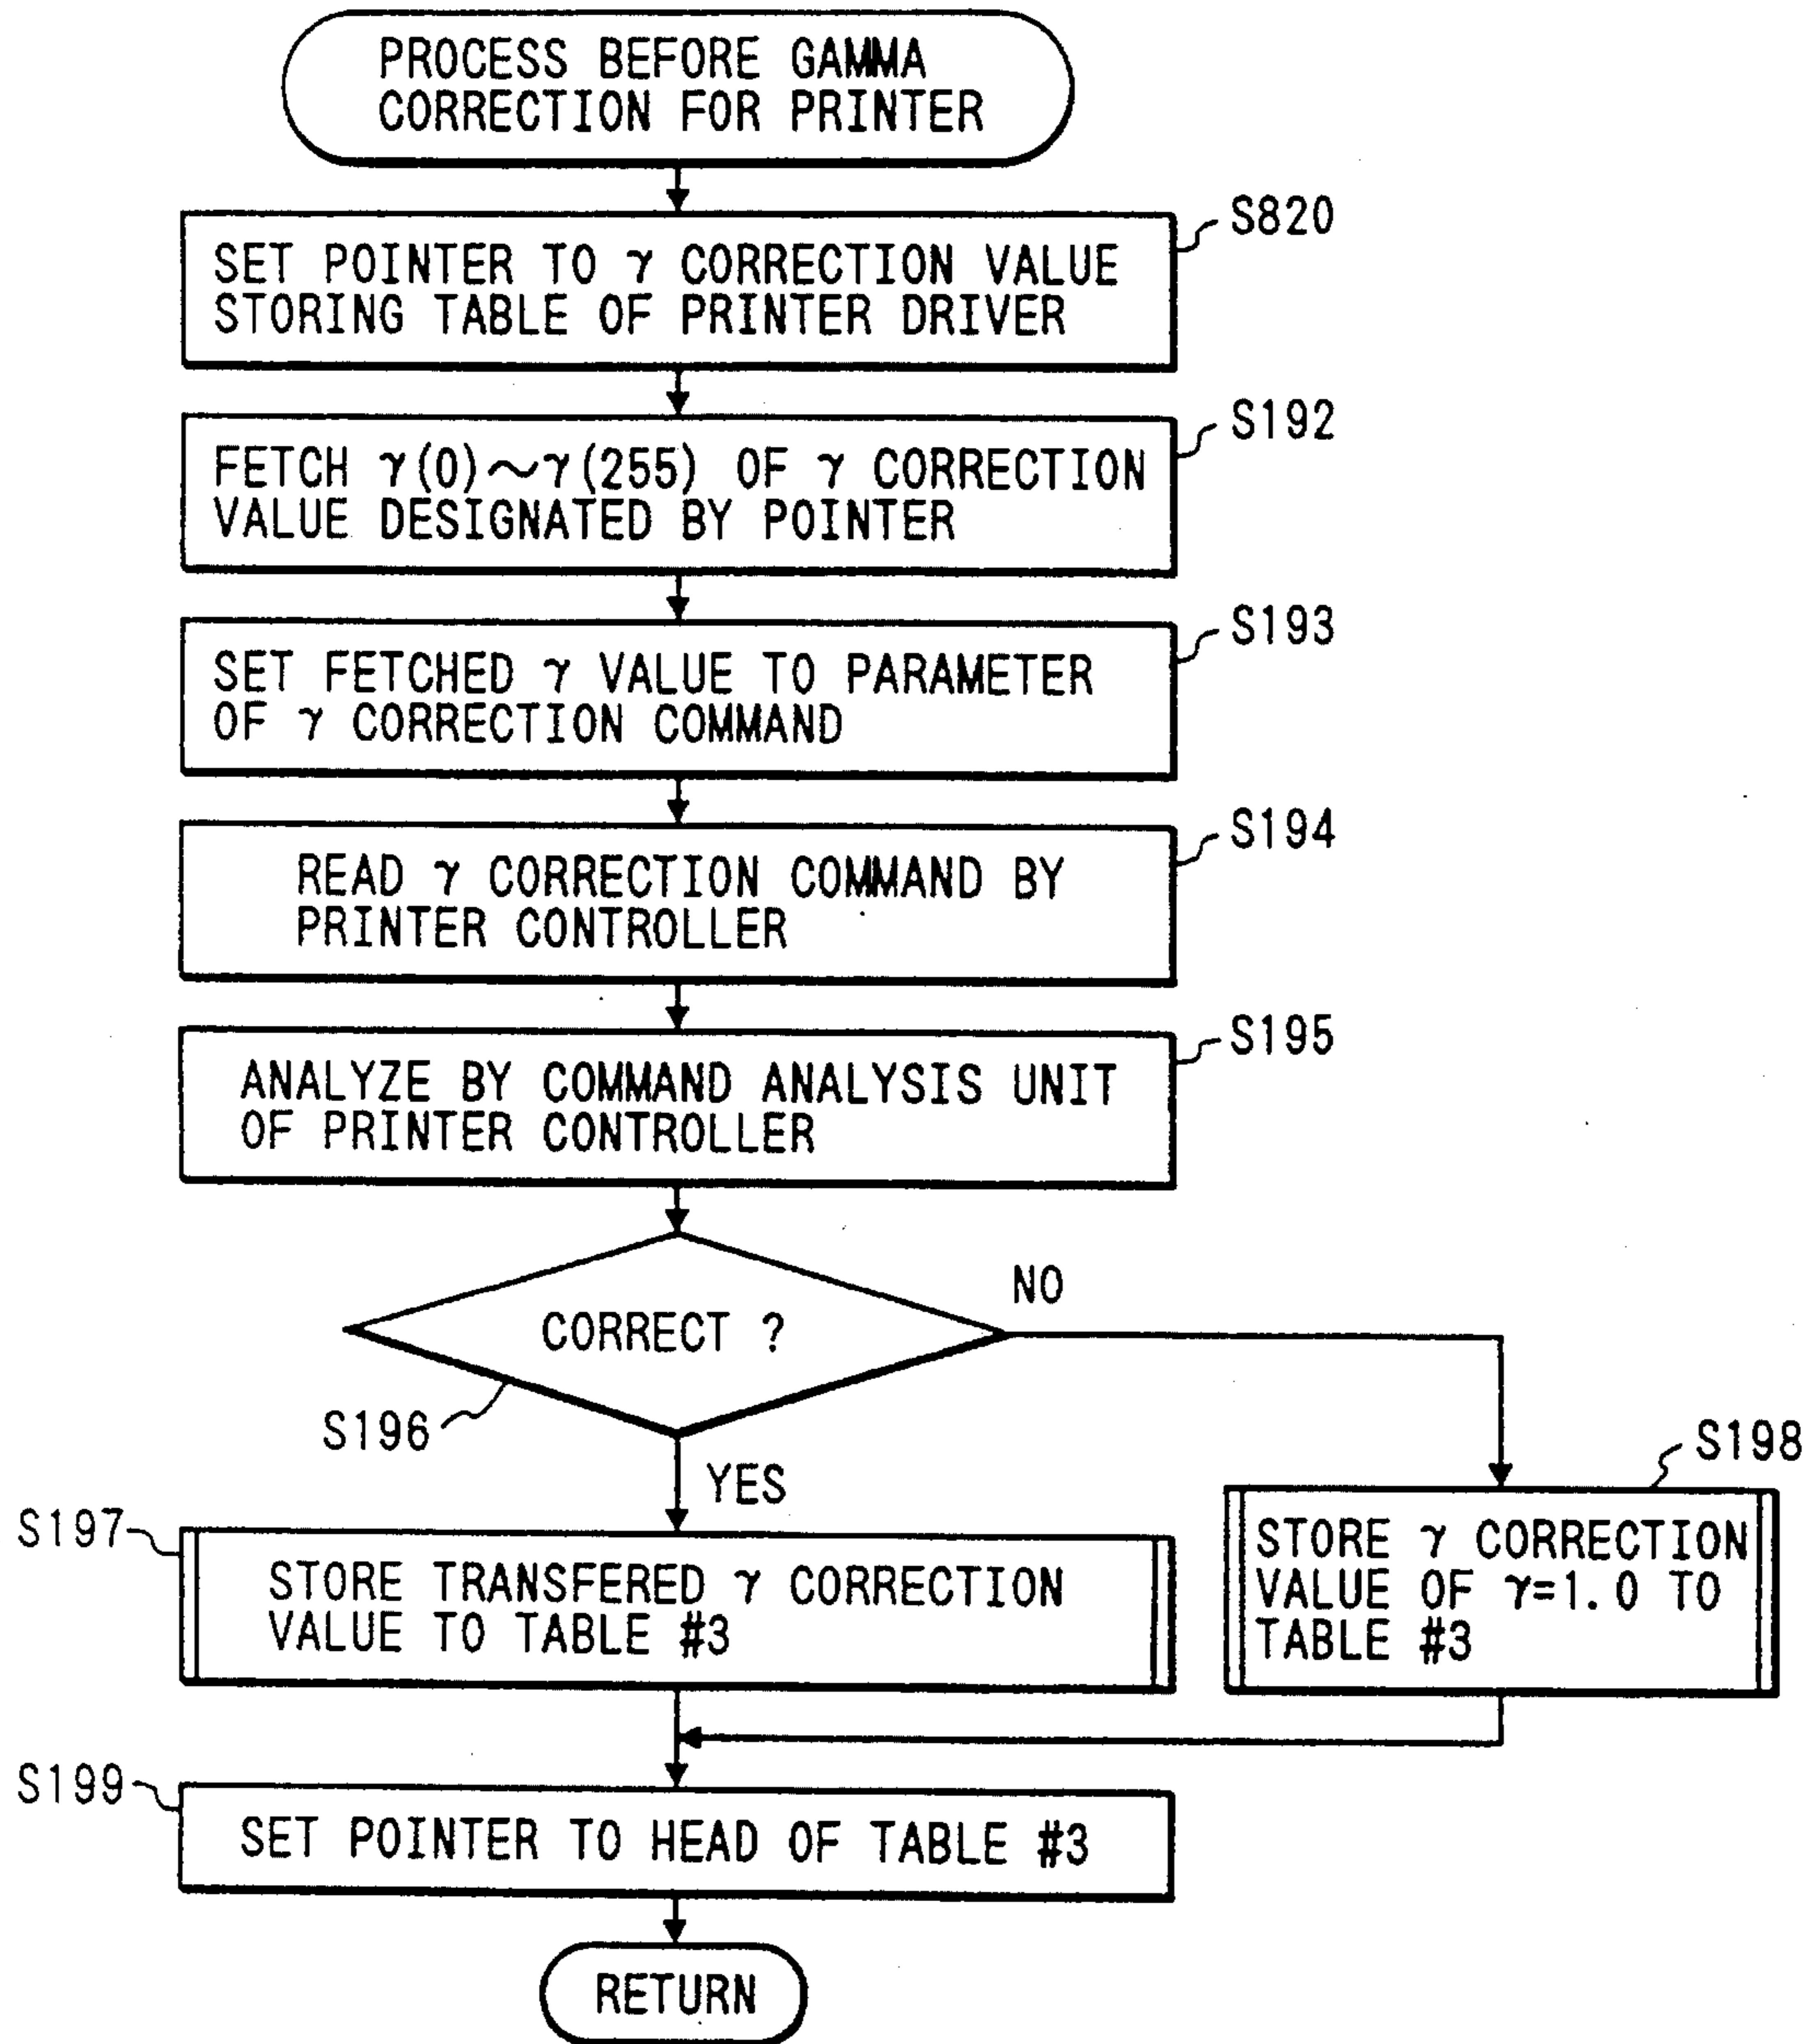 PROCESS BEFORE GAMMA
CORRECTION FOR PRINTER
S820
SET POINTER TO γ CORRECTION VALUE
STORING TABLE OF PRINTER DRIVER
S192
FETCH γ(0)~γ(255) OF γ CORRECTION
VALUE DESIGNATED BY POINTER
S193
SET FETCHED γ VALUE TO PARAMETER
OF γ CORRECTION COMMAND
S194
READ γ CORRECTION COMMAND BY
PRINTER CONTROLLER
S195
ANALYZE BY COMMAND ANALYSIS UNIT
OF PRINTER CONTROLLER
NO
CORRECT ?
S196
YES
S198
S197
STORE TRANSFERED γ CORRECTION
VALUE TO TABLE #3
STORE γ CORRECTION
VALUE OF γ=1.0 TO
TABLE #3
S199
SET POINTER TO HEAD OF TABLE #3
RETURN